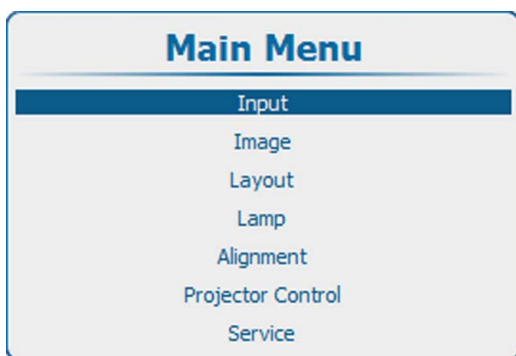 Main Menu
Input
Image
Layout
Lamp
Alignment
Projector Control
Service